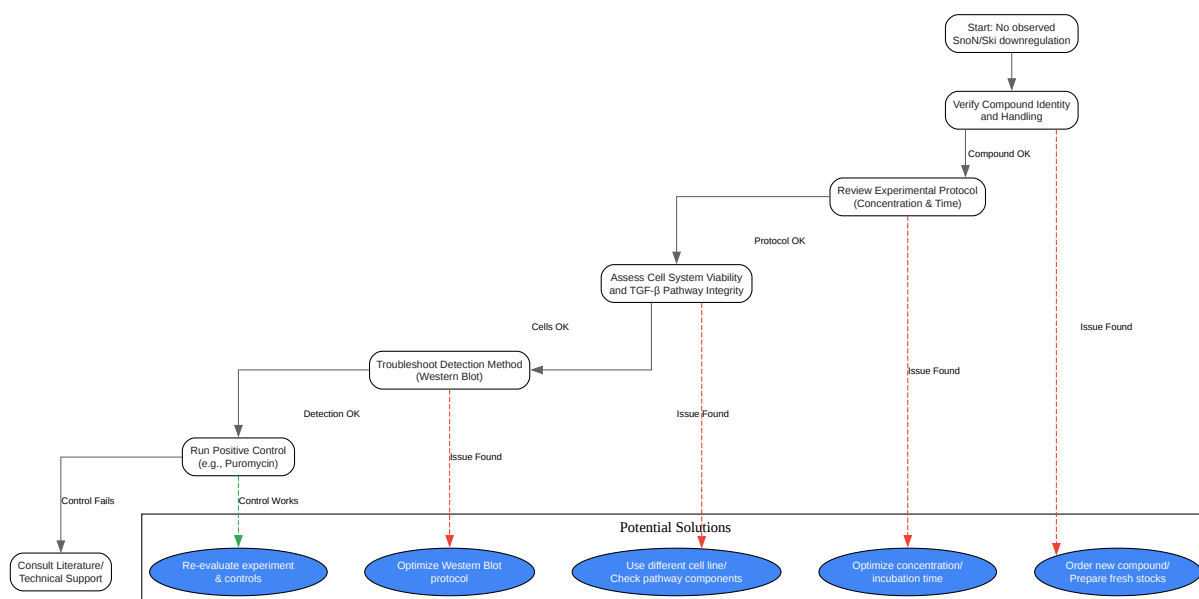 Start: No observed
SnoN/Ski downregulation
Verify Compound Identity
and Handling
Compound OK
Review Experimental Protocol
(Concentration & Time)
Protocol OK
Assess Cell System Viability
and TGF-β Pathway Integrity
Cells OK
Issue Found
Troubleshoot Detection Method
(Western Blot)
Issue Found
Detection OK
Issue Found
Run Positive Control
(e.g., Puromycin)
Issue Found
Control Fails
Control Works
Potential Solutions
Consult Literature/
Technical Support
Re-evaluate experiment
& controls
Optimize Western Blot
protocol
Use different cell line/
Check pathway components
Optimize concentration/
incubation time
Order new compound/
Prepare fresh stocks